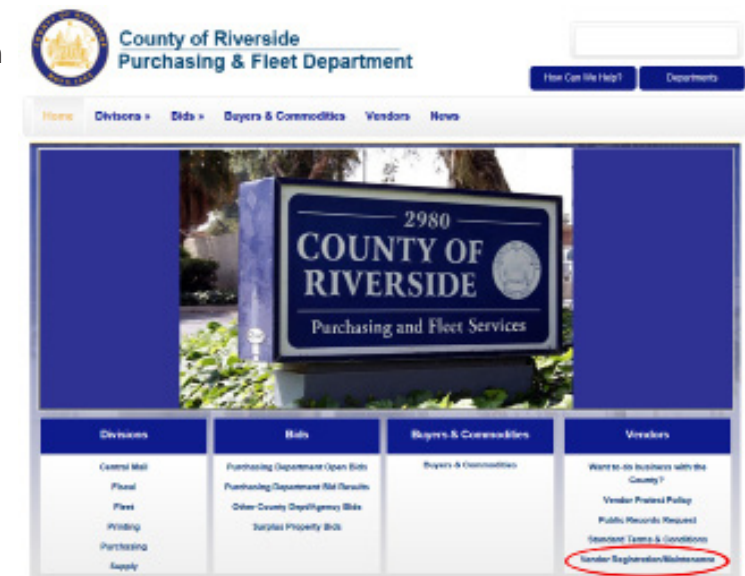 County of Riverside
Purchasing & Fleet Department
How Can We Help?
Departments
Home Divisons » Bids » Buyers & Commodities Vendors News
2980
COUNTY OF
RIVERSIDE
Purchasing and Fleet Services
Divisions
Central Mail
Fiscal
Fleet
Printing
Purchasing
Supply
Bids
Purchasing Department Open Bids
Purchasing Department Bid Results
Other County Dept/Agency Bids
Surplus Property Bids
Buyers & Commodities
Buyers & Commodities
Vendors
Want to do business with the
County?
Vendor Protest Policy
Public Records Request
Standard Terms & Conditions
Vendor Registration/Maintenance